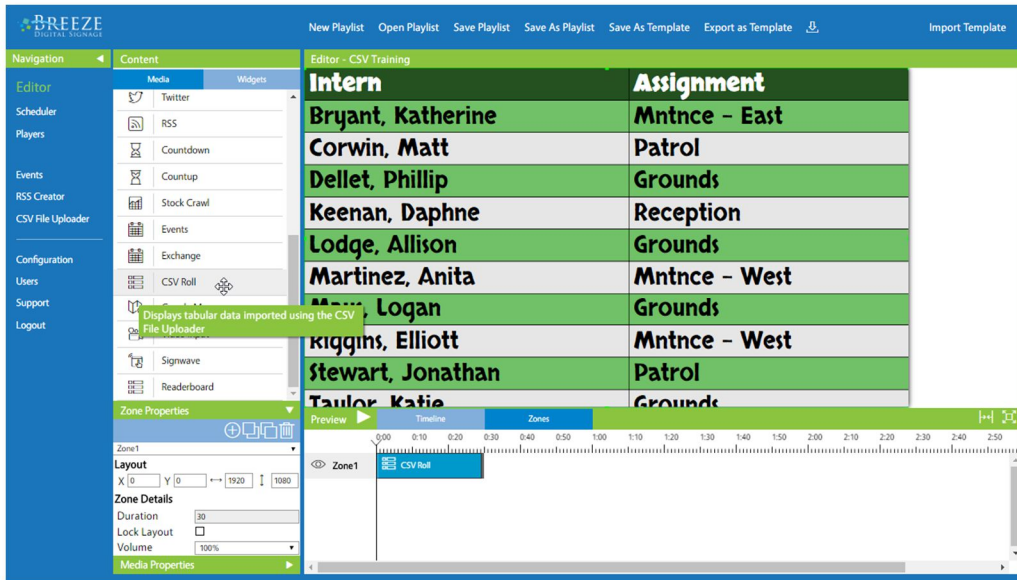 BREEZE
DIGITAL SIGNAGE
New Playlist Open Playlist Save Playlist Save As Playlist Save As Template Export as Template Import Template
Navigation
Editor
Scheduler
Players
Events
RSS Creator
CSV File Uploader
Configuration
Users
Support
Logout
Content
Media Widgets
Twitter
RSS
Countdown
Countup
Stock Crawl
Events
Exchange
CSV Roll
Displays tabular data imported using the CSV
File Uploader
Signwave
Readerboard
Zone Properties
Zone1
Layout
X 0 Y 0 1920 1080
Zone Details
Duration 30
Lock Layout
Volume 100%
Media Properties
Editor - CSV Training
Intern Assignment
Bryant, Katherine Mntnce - East
Corwin, Matt Patrol
Dellet, Phillip Grounds
Keenan, Daphne Reception
Lodge, Allison Grounds
Martinez, Anita Mntnce - West
Logan Grounds
Riggins, Elliott Mntnce - West
Stewart, Jonathan Patrol
Taylor, Katie Grounds
Preview Timeline Zones
0:00 0:10 0:20 0:30 0:40 0:50 1:00 1:10 1:20 1:30 1:40 1:50 2:00 2:10 2:20 2:30 2:40 2:50
Zone1 CSV Roll